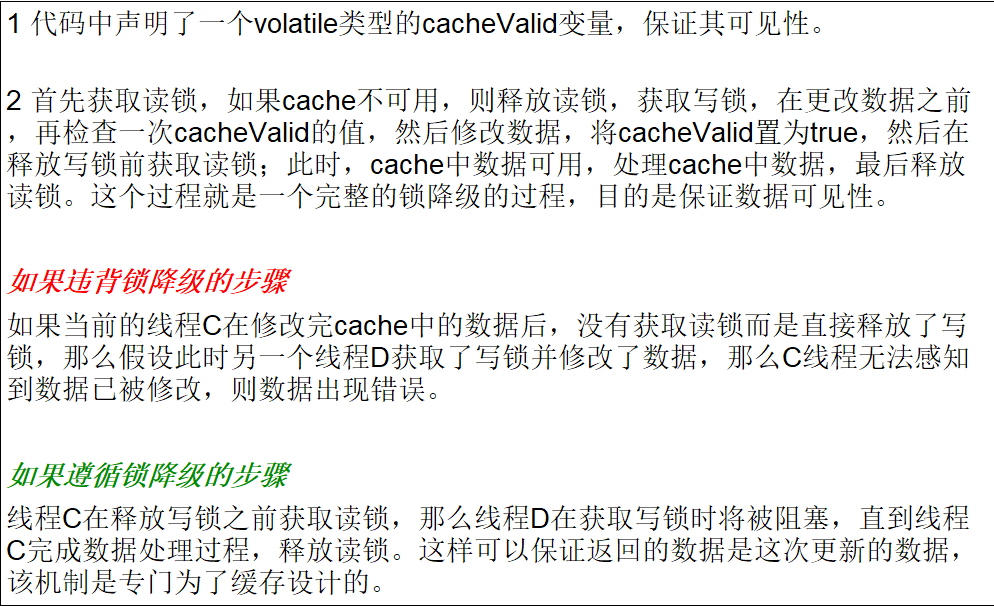 1 代码中声明了一个volatile类型的cacheValid变量，保证其可见性。
2 首先获取读锁，如果cache不可用，则释放读锁，获取写锁，在更改数据之前
，再检查一次cacheValid的值，然后修改数据，将cacheValid置为true，然后在
释放写锁前获取读锁；此时，cache中数据可用，处理cache中数据，最后释放
读锁。这个过程就是一个完整的锁降级的过程，目的是保证数据可见性。
如果违背锁降级的步骤
如果当前的线程C在修改完cache中的数据后，没有获取读锁而是直接释放了写
锁，那么假设此时另一个线程D获取了写锁并修改了数据，那么C线程无法感知
到数据已被修改，则数据出现错误。
如果遵循锁降级的步骤
线程C在释放写锁之前获取读锁，那么线程D在获取写锁时将被阻塞，直到线程
C完成数据处理过程，释放读锁。这样可以保证返回的数据是这次更新的数据，
该机制是专门为了缓存设计的。